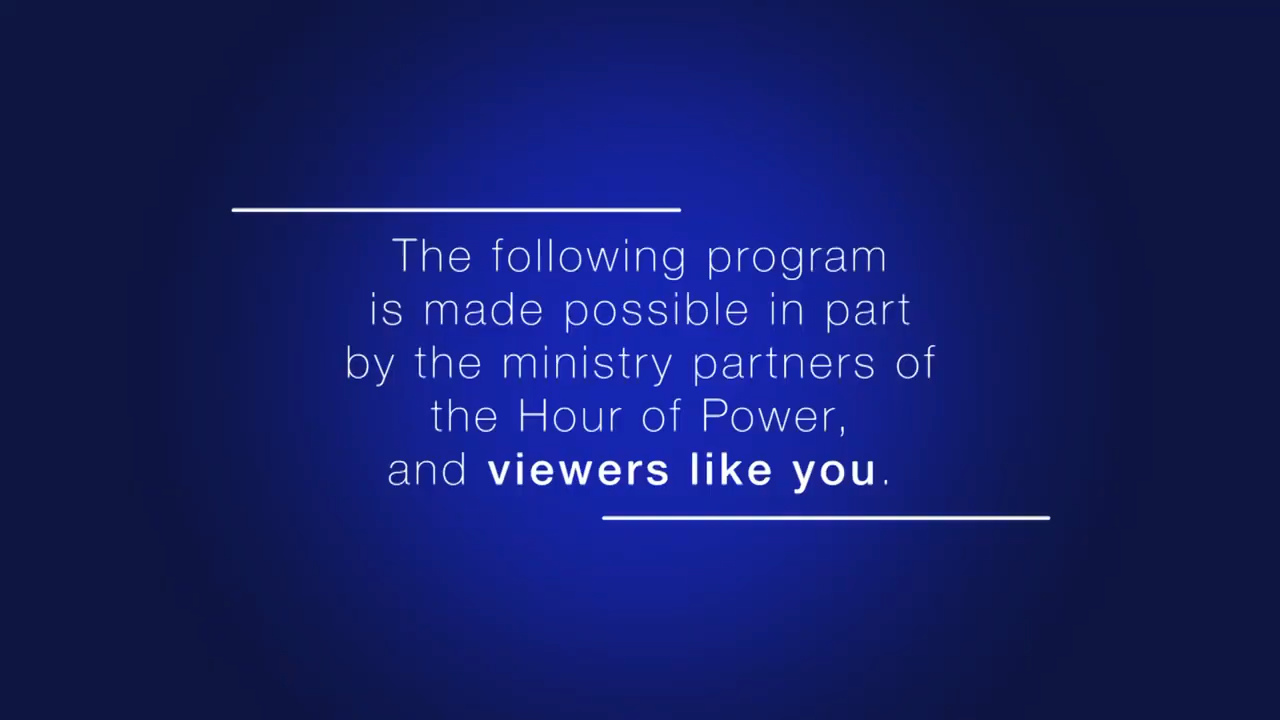 The following program
is made possible in part
by the ministry partners of
the Hour of Power,
and viewers like you.